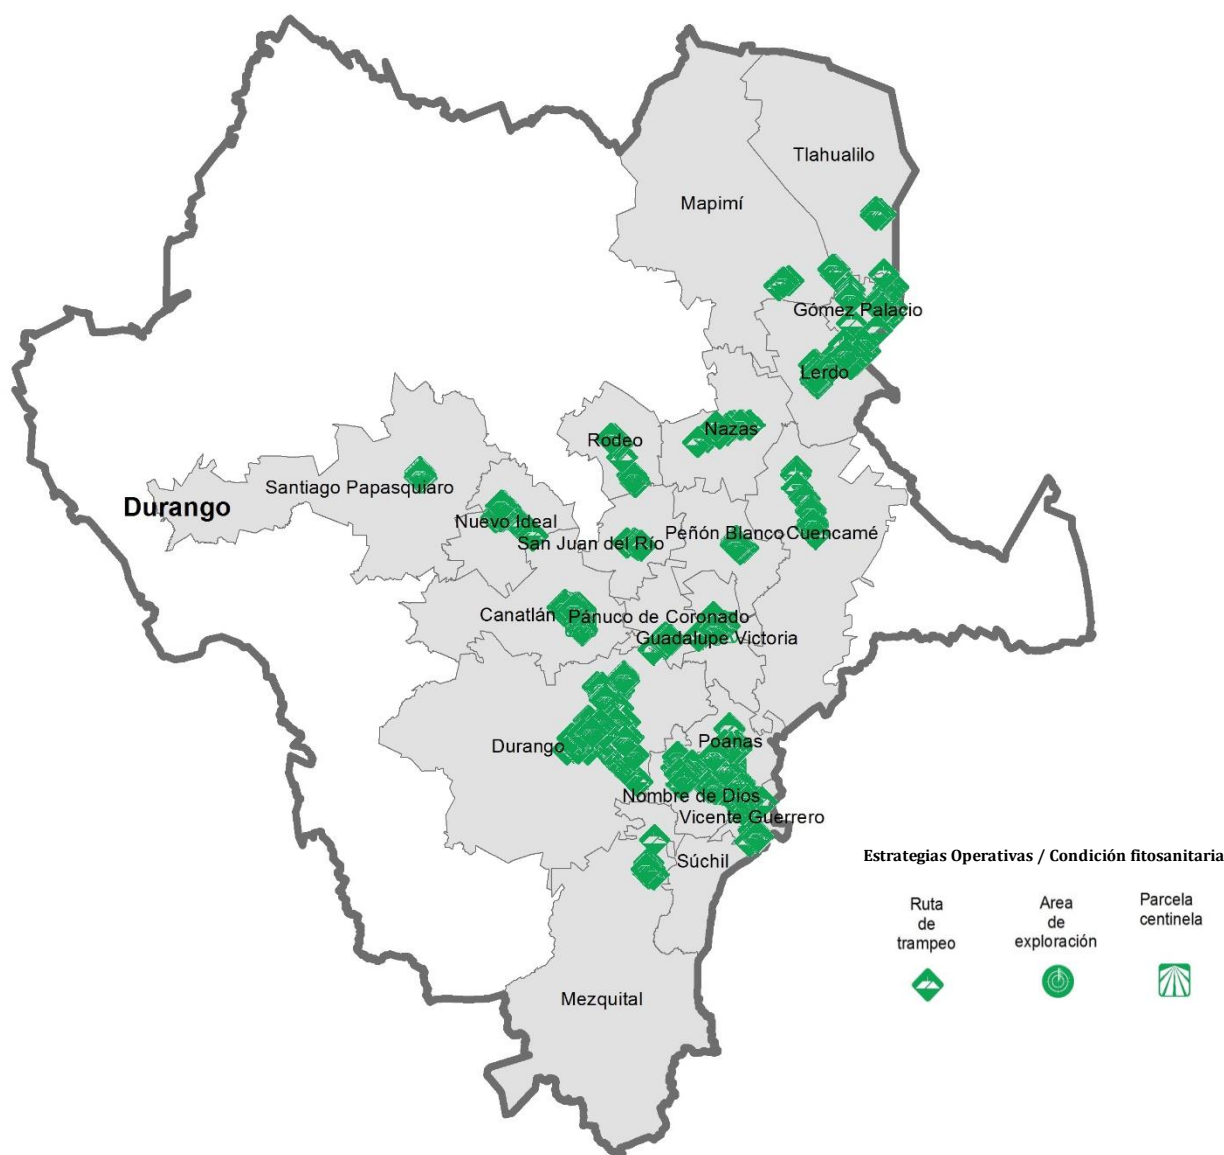 Tlahualilo
Mapimí
Gómez Palacio
Lerdo
Nazas
Rodeo
Santiago Papasquiaro
Durango
Nuevo Ideal
San Juan del Río
Peñón Blanco
Cuencamé
Canatlán
Pánuco de Coronado
Guadalupe Victoria
Durango
Poanas
Nombre de Dios
Vicente Guerrero
Súchil
Mezquital
Estrategias Operativas / Condición fitosanitaria
Ruta
de
trampeo
Area
de
exploración
Parcela
centinela